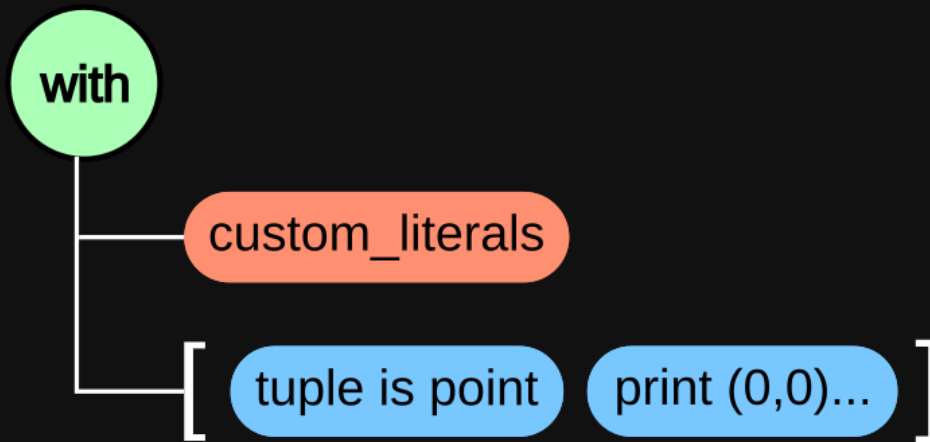 with
custom_literals
[ tuple is point print (0,0)... ]